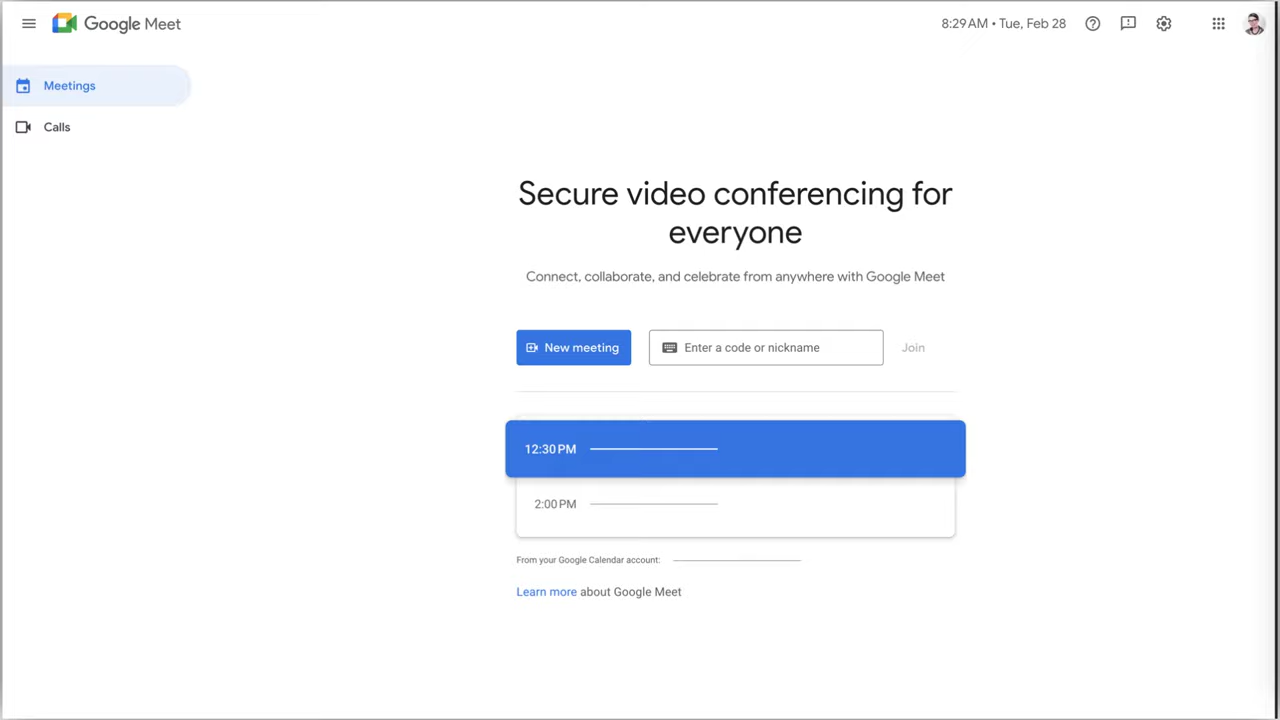 Google Meet
8:29 AM • Tue, Feb 28
Meetings
Calls
Secure video conferencing for
everyone
Connect, collaborate, and celebrate from anywhere with Google Meet
New meeting
Enter a code or nickname
Join
12:30 PM
2:00 PM
From your Google Calendar account:
Learn more about Google Meet